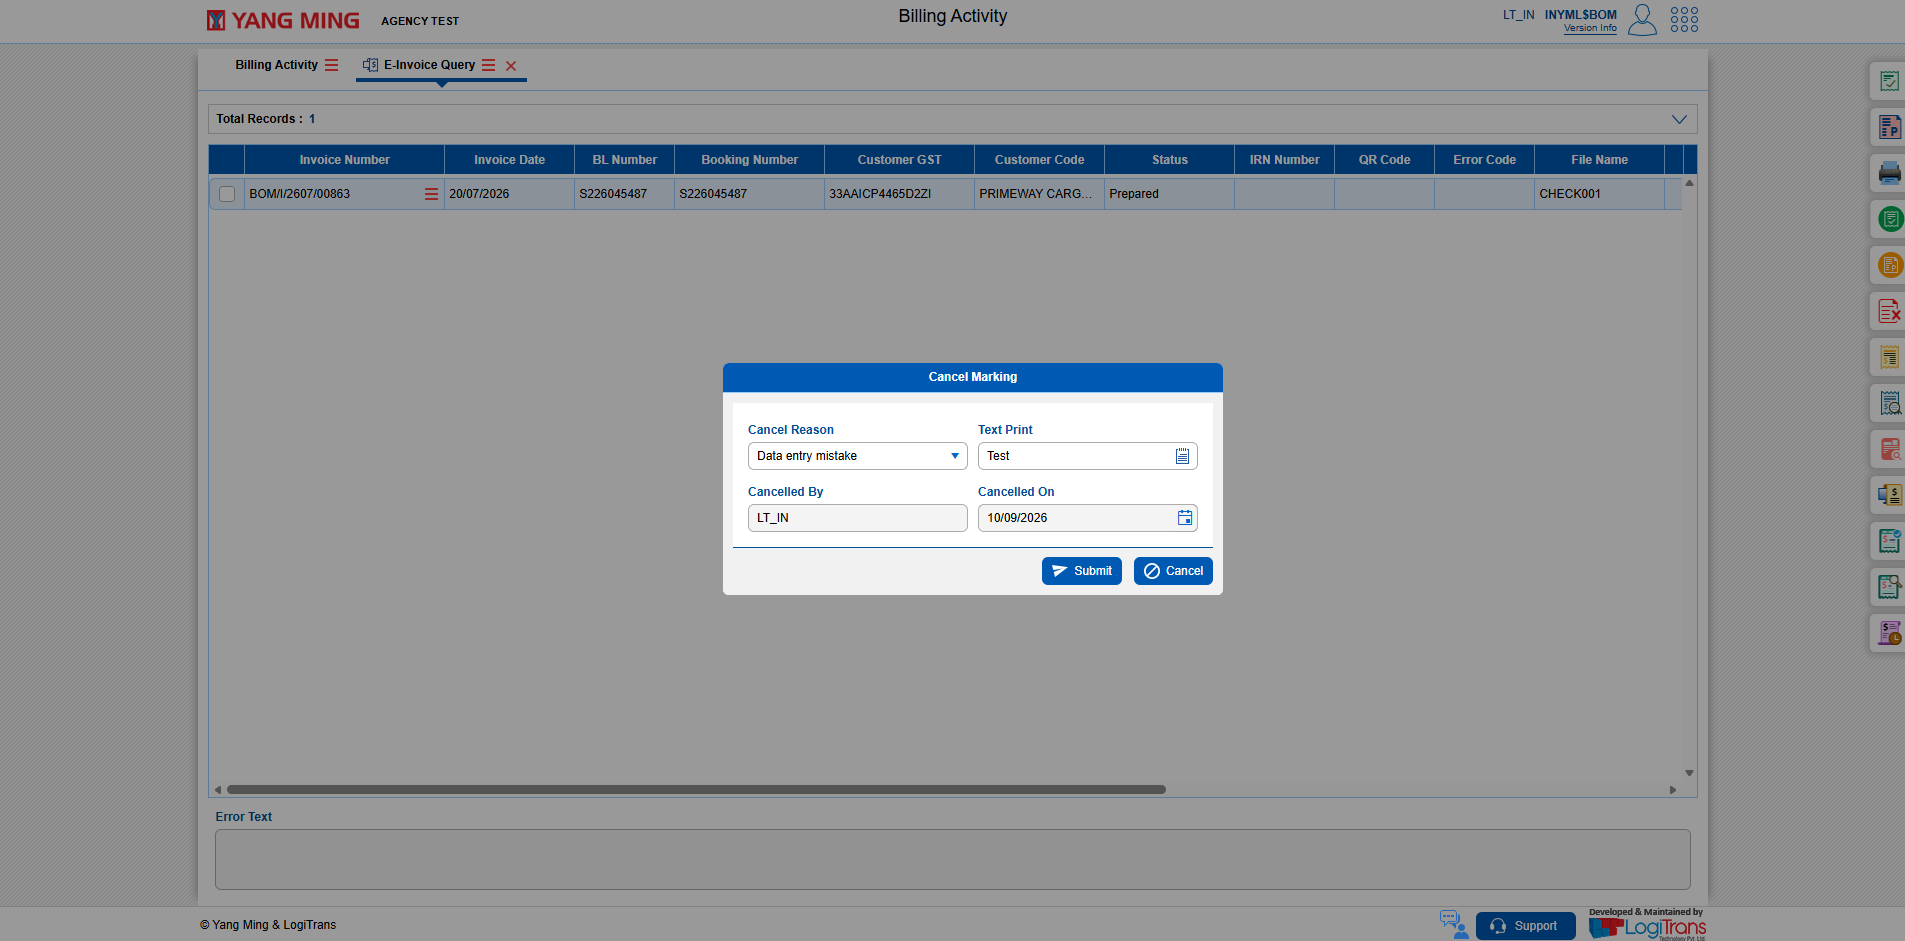 YANG MING AGENCY TEST
Billing Activity
LT_IN INYML$BOM
Version Info
Billing Activity E-Invoice Query
Total Records : 1
Invoice Number Invoice Date BL Number Booking Number Customer GST Customer Code Status IRN Number QR Code Error Code File Name
BOM/I/2607/00863 20/07/2026 S226045487 S226045487 33AAICP4465D2ZI PRIMEWAY CARG... Prepared CHECK001
Cancel Marking
Cancel Reason Text Print
Data entry mistake Test
Cancelled By Cancelled On
LT_IN 10/09/2026
Submit Cancel
Error Text
© Yang Ming & LogiTrans
Support
Developed & Maintained by
LogiTrans
Technology Pvt. Ltd.